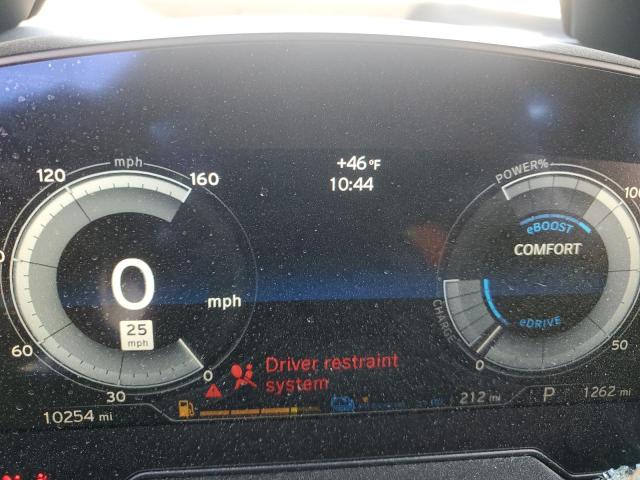 mph
120
160
+46°F
10:44
POWER%
100
eBOOST
COMFORT
0
mph
25
mph
eDRIVE
CHARGE
60
30
0
50
0
Driver restraint
system
10254 mi
212 mi
P
1262 mi